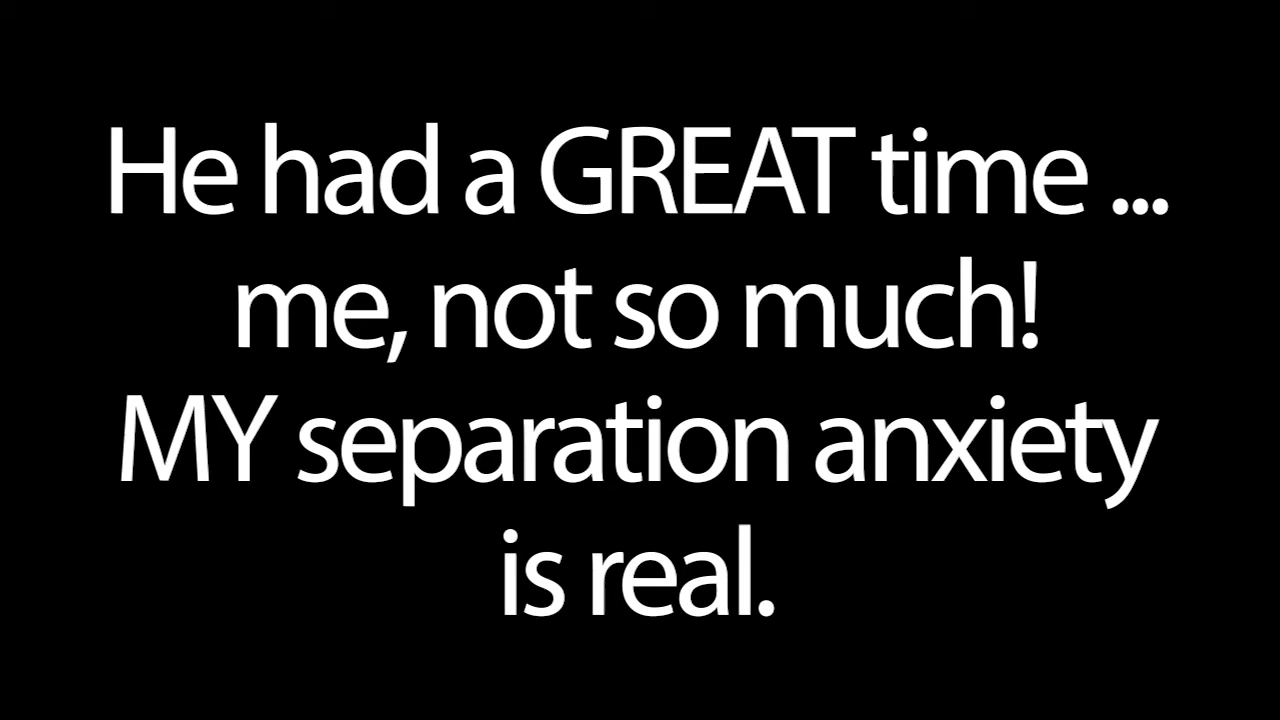 He had a GREAT time ...
me, not so much!
MY separation anxiety
is real.